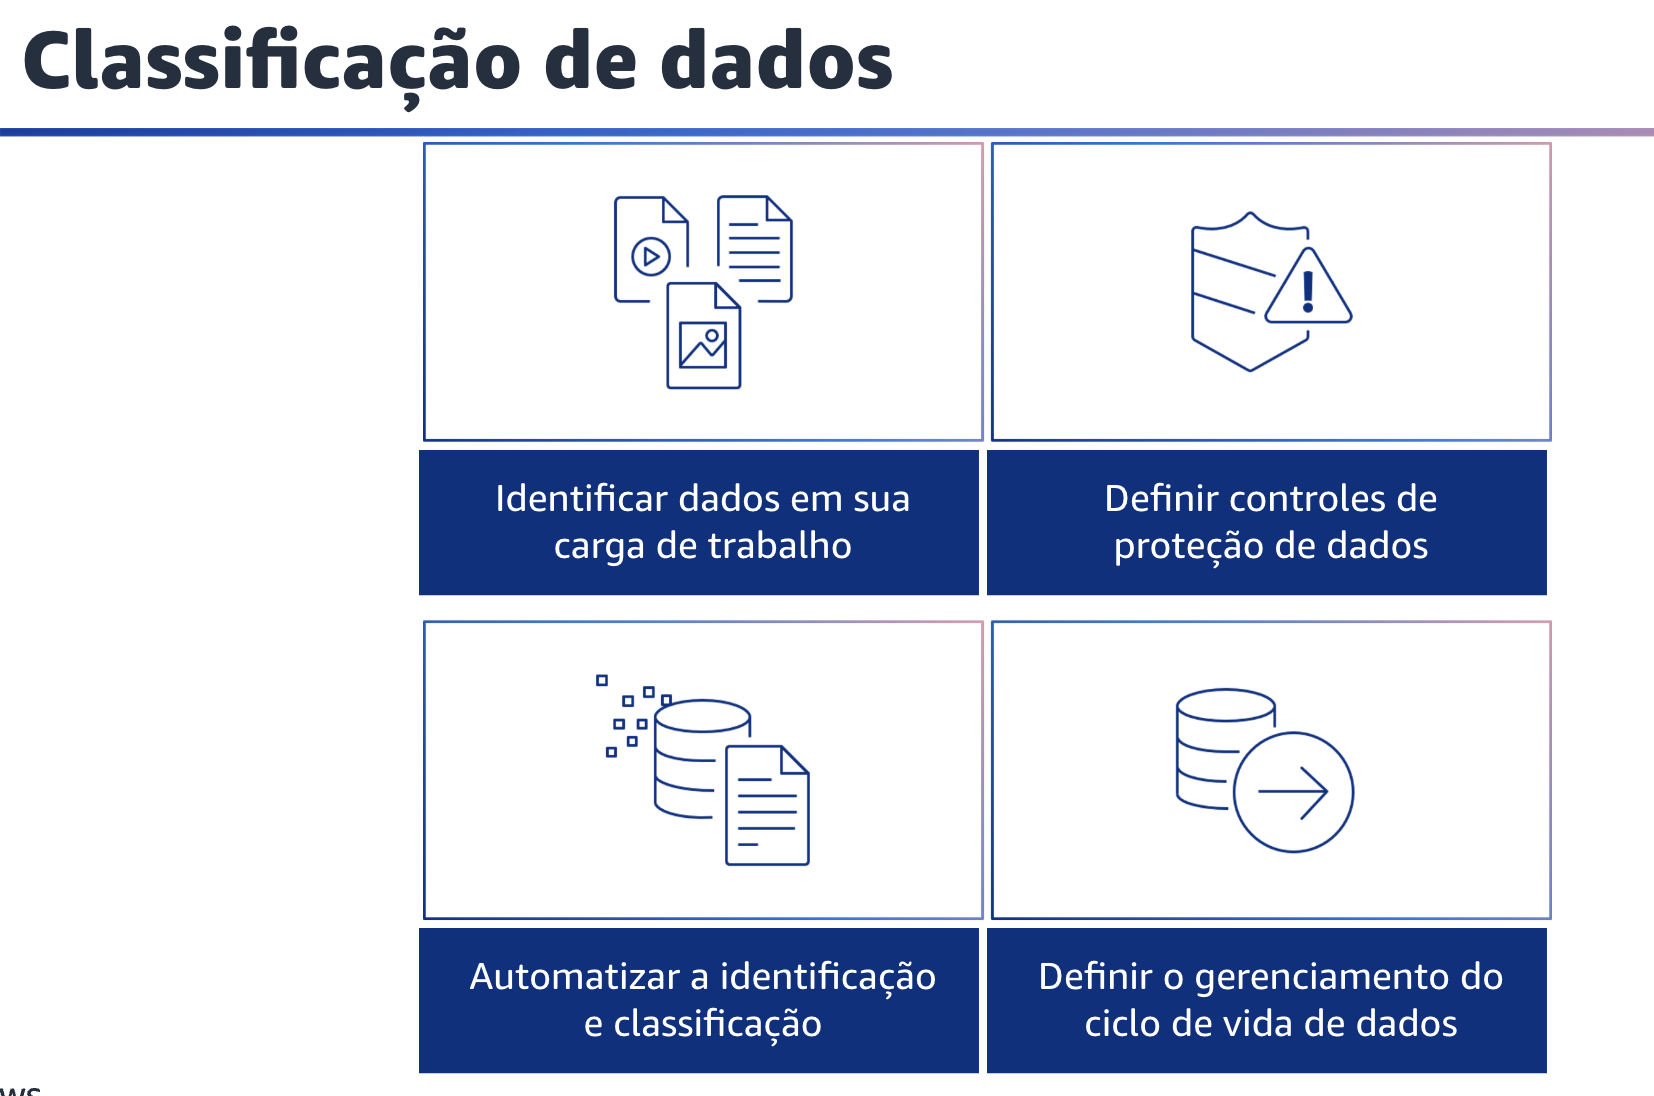 Classificação de dados
Identificar dados em sua
carga de trabalho
Definir controles de
proteção de dados
Automatizar a identificação
e classificação
Definir o gerenciamento do
ciclo de vida de dados